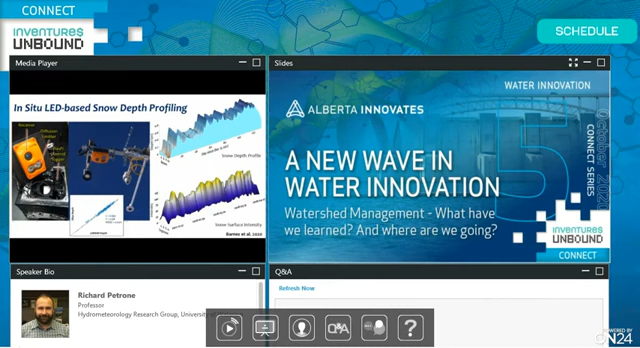 CONNECT
INVENTURES
UNBOUND
SCHEDULE
Media Player
In Situ LED-based Snow Depth Profiling
Snow Depth Profile
Snow Surface Intensity
Barnes et al. 2020
Slides
WATER INNOVATION
ALBERTA INNOVATES
A NEW WAVE IN
WATER INNOVATION
Watershed Management - What have
we learned? And where are we going?
5
CONNECT SERIES
INVENTURES
UNBOUND
CONNECT
Speaker Bio
Richard Petrone
Professor
Hydrometeorology Research Group, University
Q&A
Refresh Now
Q&A
?
POWERED BY
ON24